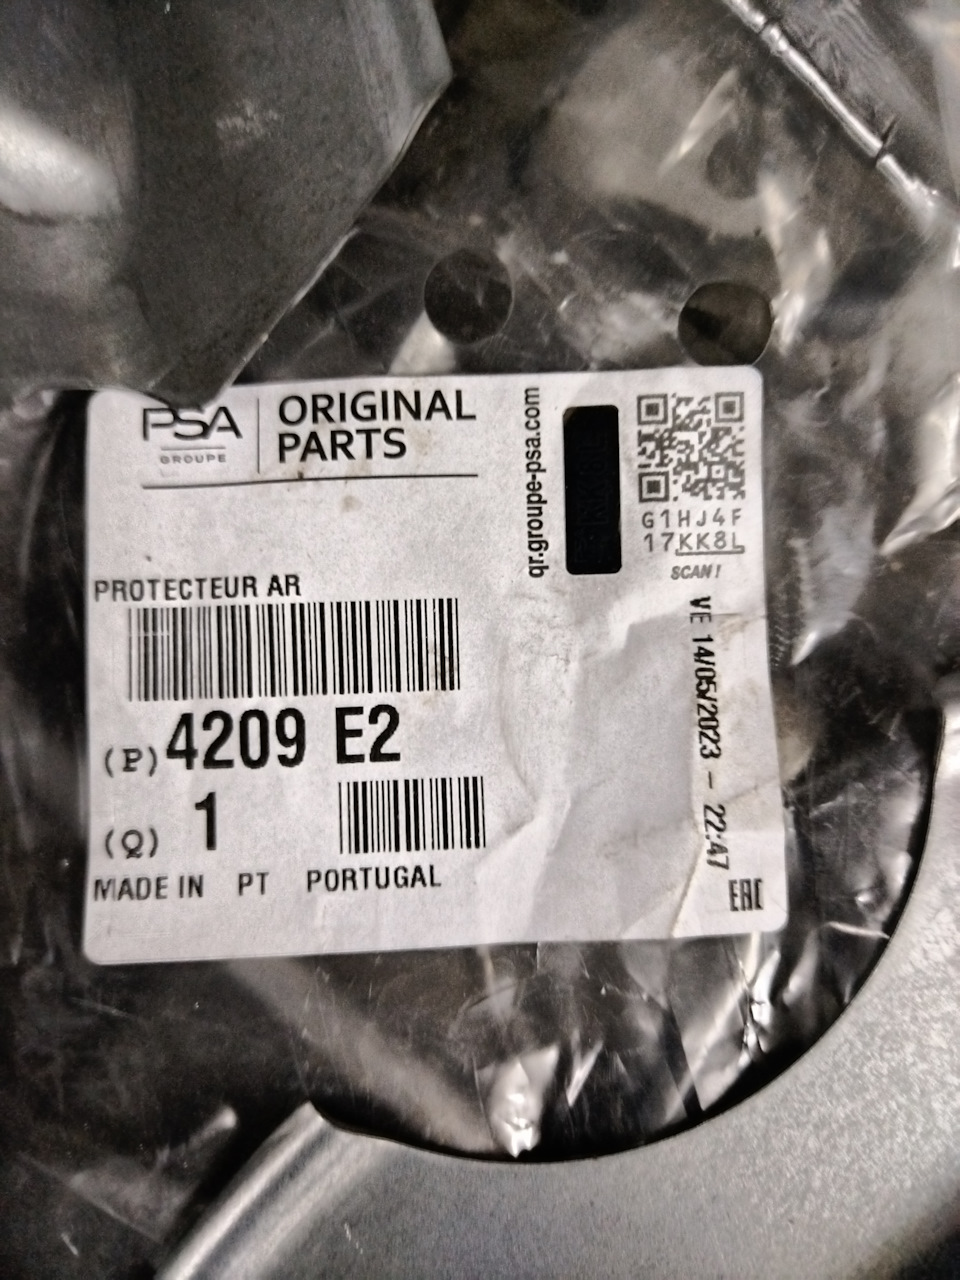 PSA
GROUPE
ORIGINAL
PARTS
qr.groupe-psa.com
G1HJ4F
17KK8L
SCAN!
PROTECTEUR AR
(P) 4209 E2
(Q) 1
MADE IN PT PORTUGAL
VE 14/05/2023 - 22:47
EAC